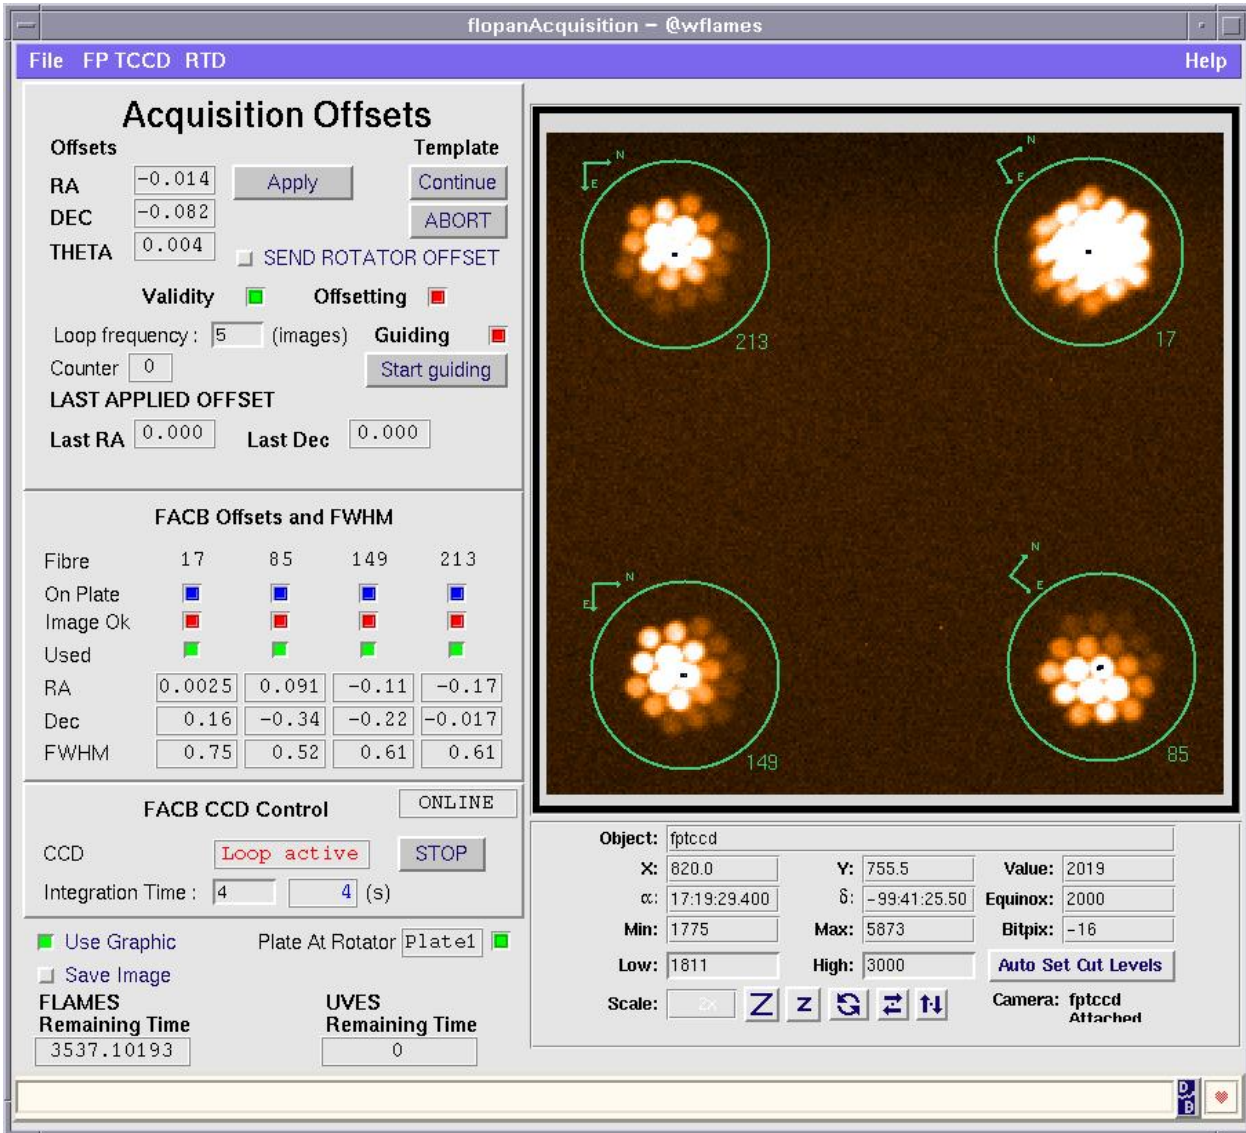 flopanAcquisition – @wflames
File FP TCCD RTD Help
Acquisition Offsets
Offsets Template
RA -0.014 Apply Continue
DEC -0.082 ABORT
THETA 0.004 SEND ROTATOR OFFSET
Validity Offsetting
Loop frequency : 5 (images) Guiding
Counter 0 Start guiding
LAST APPLIED OFFSET
Last RA 0.000 Last Dec 0.000
FACB Offsets and FWHM
Fibre 17 85 149 213
On Plate
Image Ok
Used
RA 0.0025 0.091 -0.11 -0.17
Dec 0.16 -0.34 -0.22 -0.017
FWHM 0.75 0.52 0.61 0.61
FACB CCD Control ONLINE
CCD Loop active STOP
Integration Time : 4 4 (s)
Use Graphic Plate At Rotator Plate1
Save Image
FLAMES UVES
Remaining Time Remaining Time
3537.10193 0
N E 213
N E 17
N E 149
N E 85
Object: fptccd
X: 820.0 Y: 755.5 Value: 2019
α: 17:19:29.400 δ: -99:41:25.50 Equinox: 2000
Min: 1775 Max: 5873 Bitpix: -16
Low: 1811 High: 3000 Auto Set Cut Levels
Scale: 2x Z z Camera: fptccd
Attached
D B